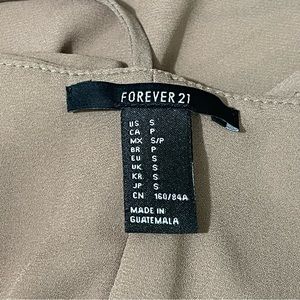 FOREVER 21
US S
CA P
MX S/P
BR P
EU S
UK S
KR S
JP S
CN 160/84A
MADE IN
GUATEMALA